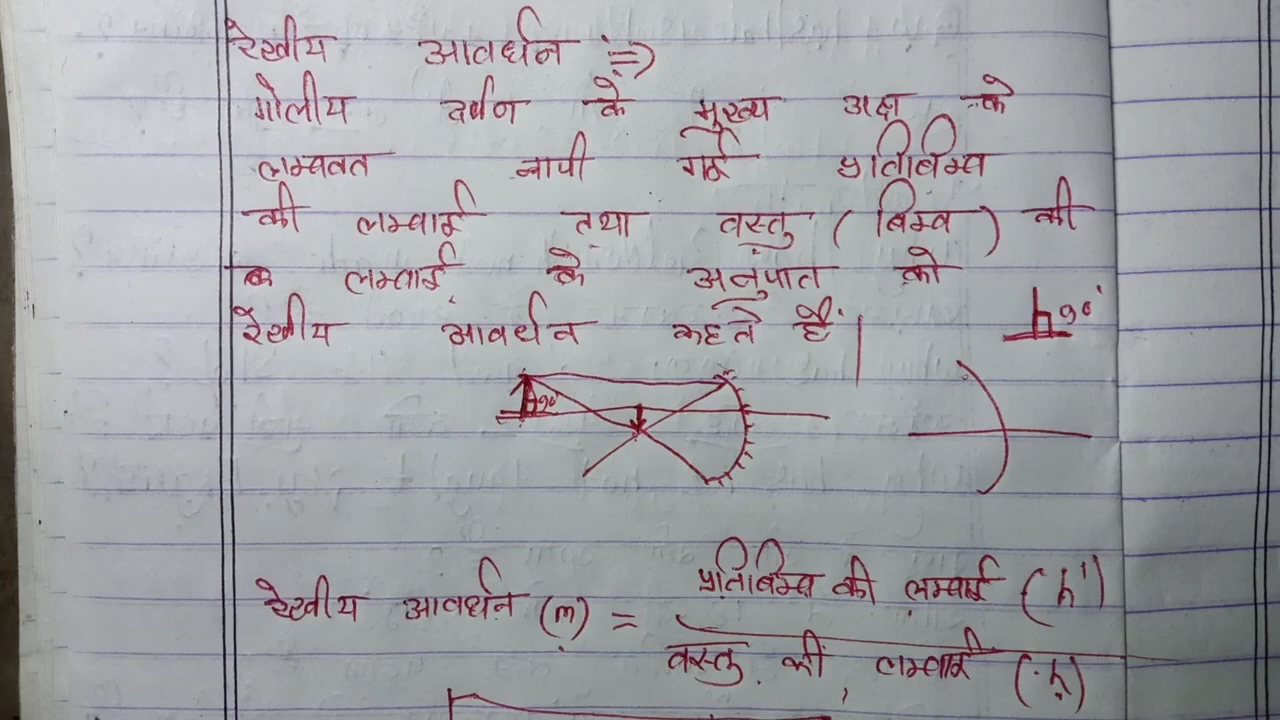 रेखीय आवर्धन :⇒
गोलीय दर्पण के मुख्य अक्ष के
लम्बवत नापी गई प्रतिबिम्ब
की लम्बाई तथा वस्तु ( बिम्ब ) की
लम्बाई के अनुपात को
रेखीय आवर्धन कहते हैं।
h 90°
90°
रेखीय आवर्धन (m) = प्रतिबिम्ब की लम्बाई (h')
वस्तु की लम्बाई (h)